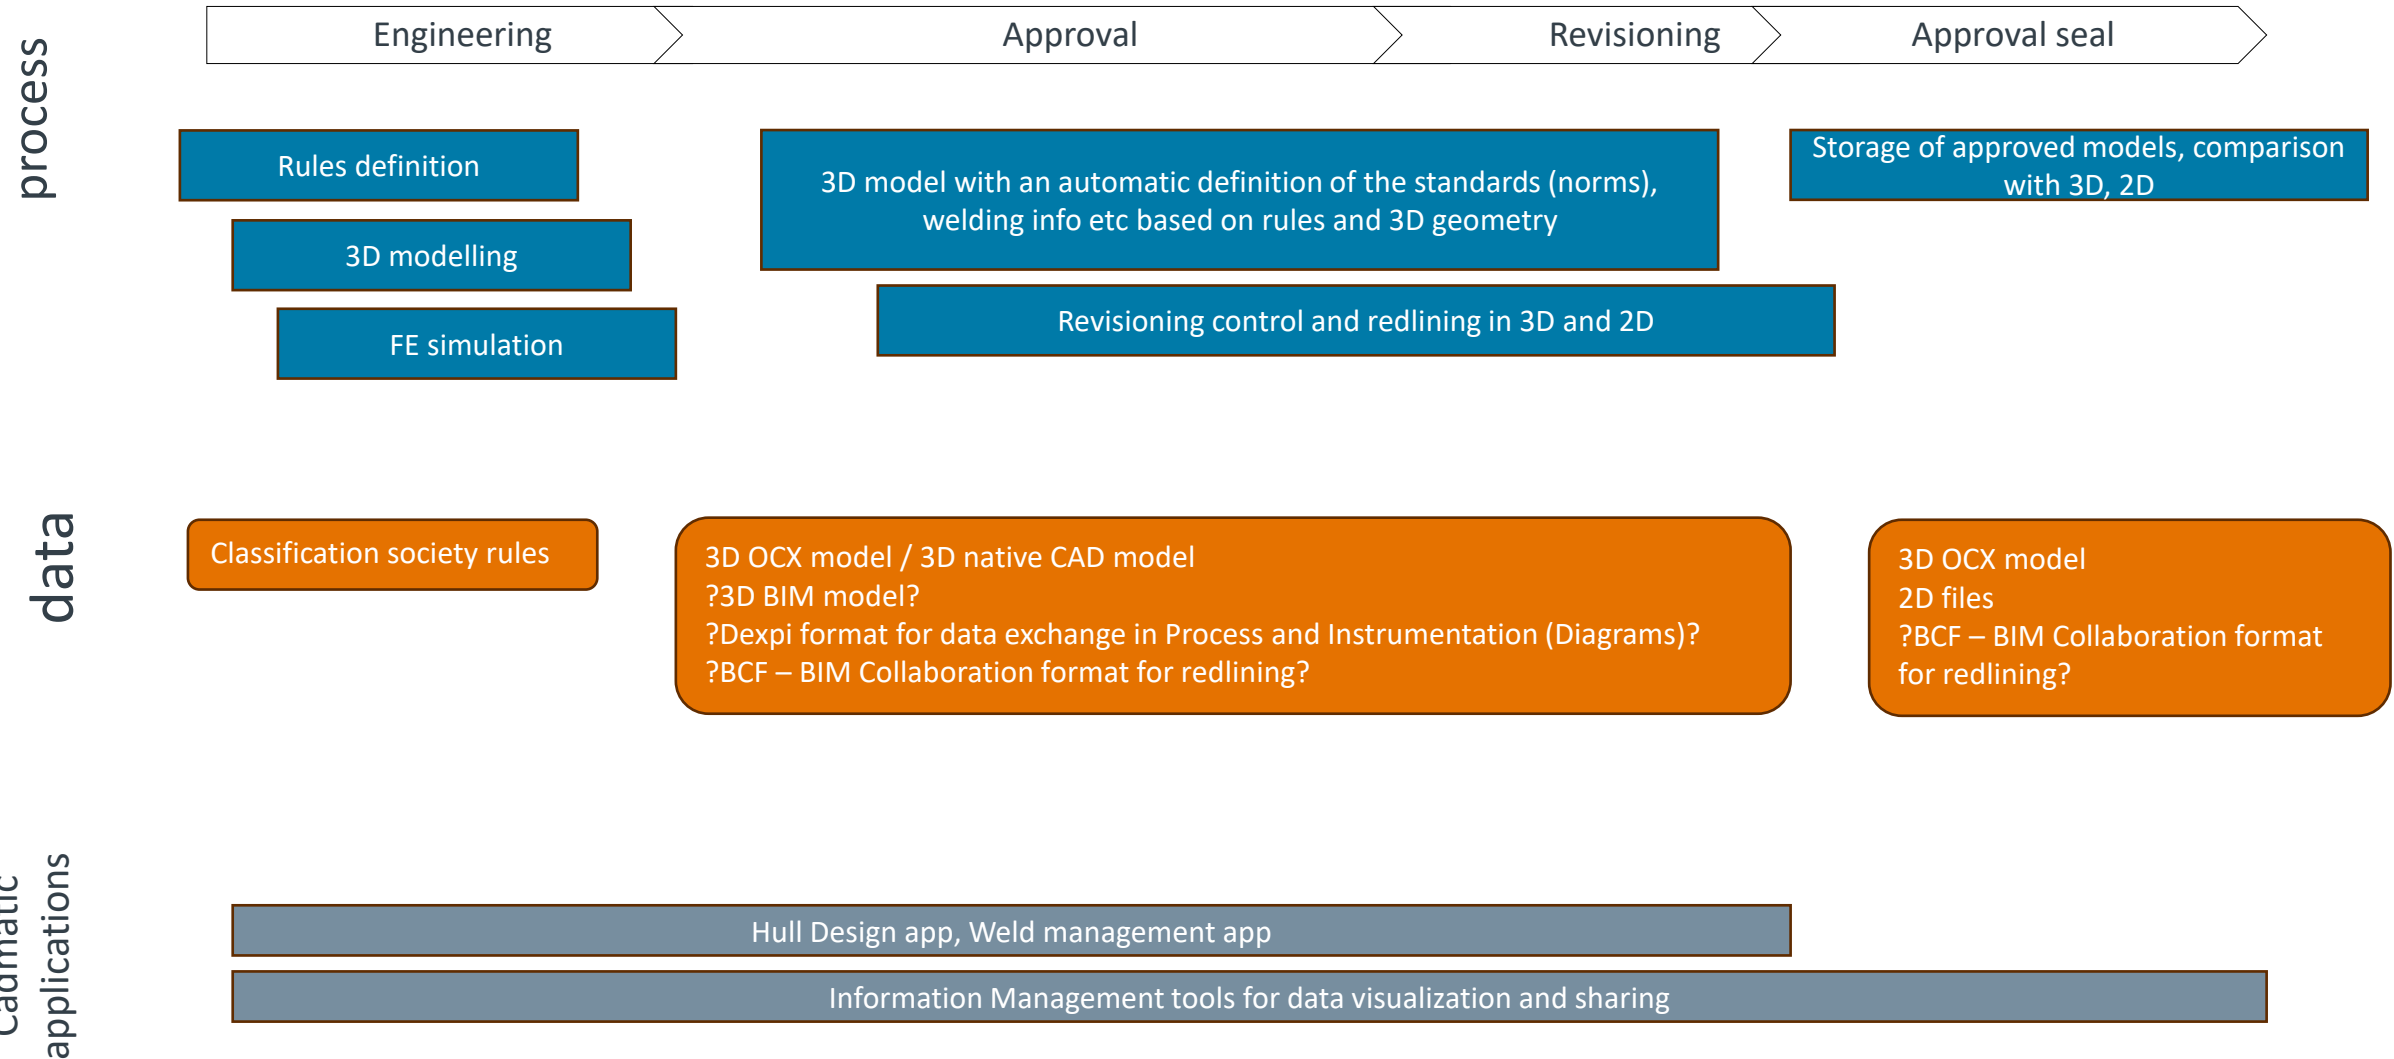 process
Engineering
Approval
Revisioning
Approval seal
Rules definition
3D modelling
FE simulation
3D model with an automatic definition of the standards (norms),
welding info etc based on rules and 3D geometry
Revisioning control and redlining in 3D and 2D
Storage of approved models, comparison
with 3D, 2D
data
Classification society rules
3D OCX model / 3D native CAD model
?3D BIM model?
?Dexpi format for data exchange in Process and Instrumentation (Diagrams)?
?BCF – BIM Collaboration format for redlining?
3D OCX model
2D files
?BCF – BIM Collaboration format
for redlining?
Cadmatic
applications
Hull Design app, Weld management app
Information Management tools for data visualization and sharing